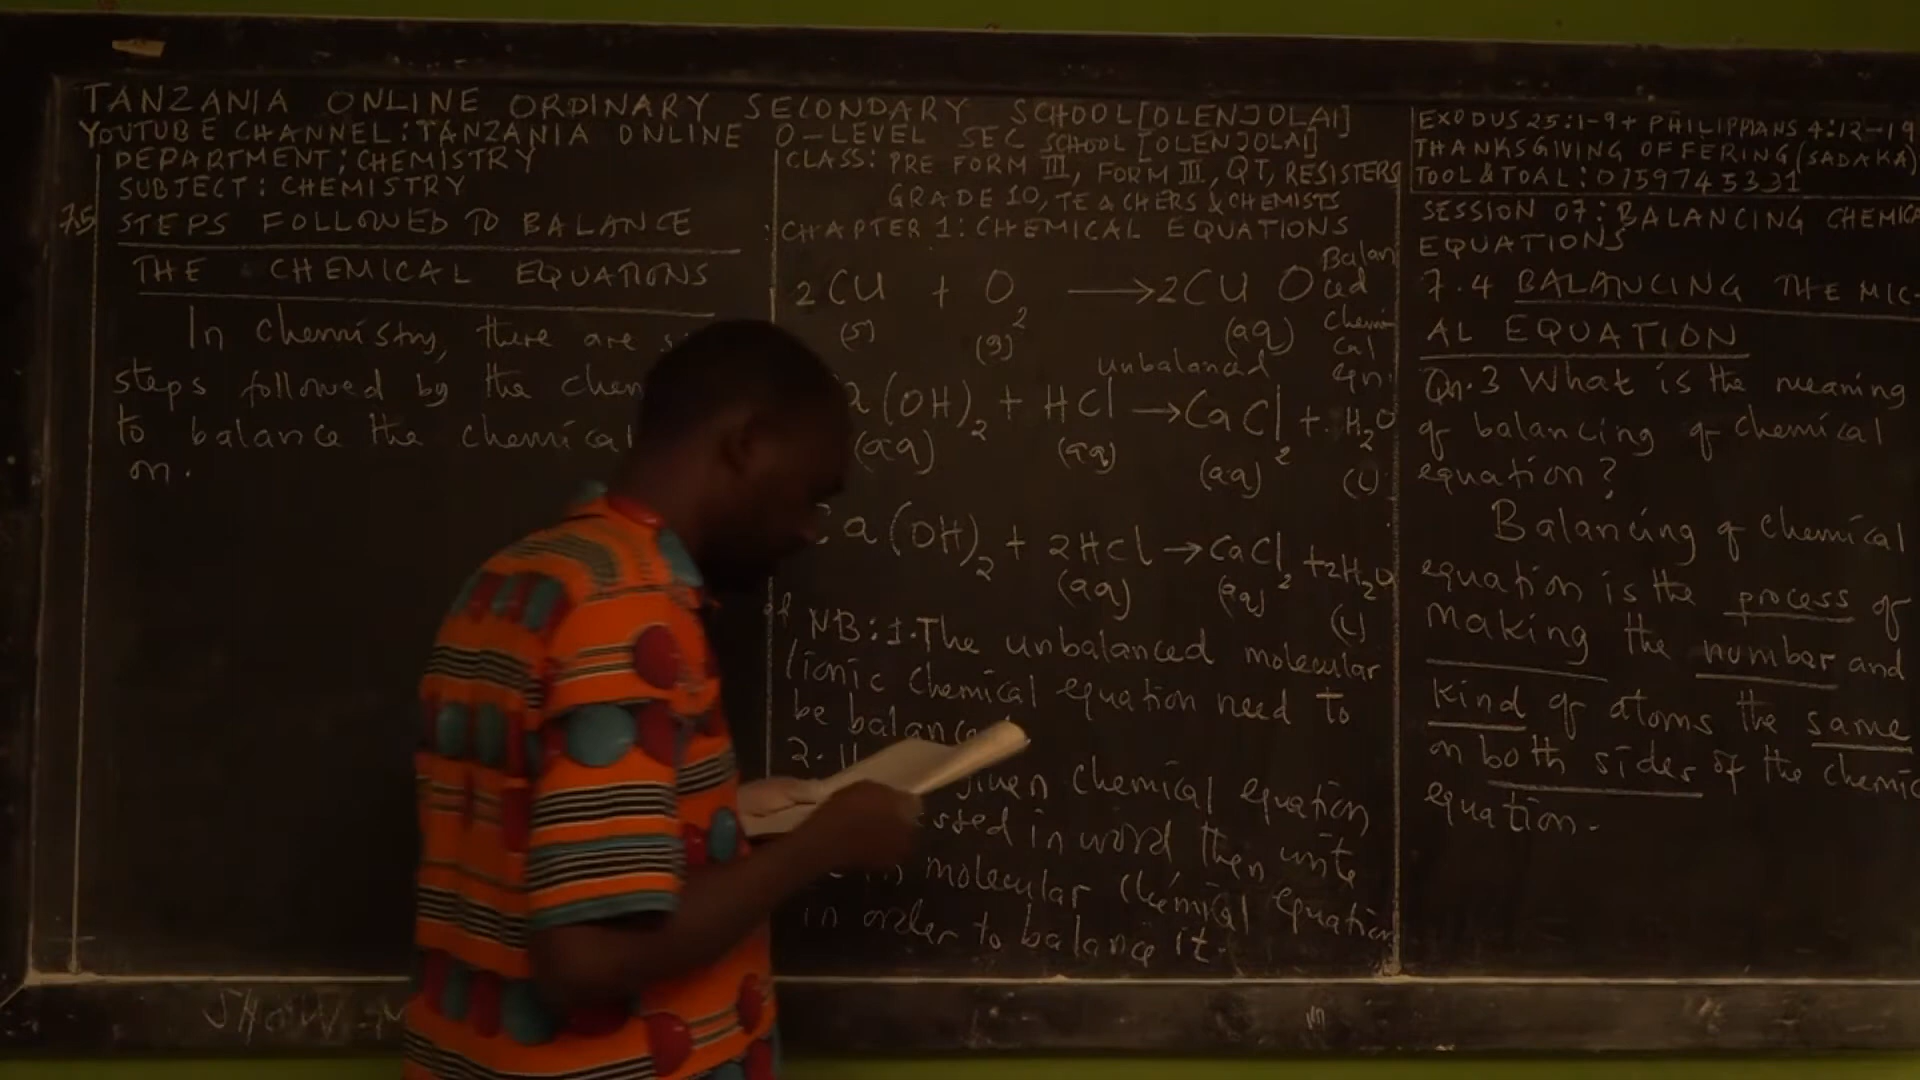 TANZANIA ONLINE ORDINARY SECONDARY SCHOOL[OLENJOLAI]
YOUTUBE CHANNEL: TANZANIA ONLINE O-LEVEL SEC SCHOOL [OLENJOLAI]
DEPARTMENT: CHEMISTRY
SUBJECT: CHEMISTRY
7.5 STEPS FOLLOWED TO BALANCE
THE CHEMICAL EQUATIONS
In chemistry, there are
steps followed by the
to balance the chemical
on.
CLASS: PRE FORM III, FORM III, QT, RESISTERS
GRADE 10, TEACHERS & CHEMISTS
CHAPTER 1: CHEMICAL EQUATIONS
2CU + O2 → 2CU O Balan
ced
(s) (g) (aq) Chemi
cal
unbalanced qn:
(OH)2 + HCl → CaCl2 + H2O
(aq) (aq) (aq) (l)
a(OH)2 + 2HCl → CaCl2 + 2H2O
(aq) (aq) (l)
NB: 1. The unbalanced molecular
/ionic chemical equation need to
be
2. given chemical equation
in word then write
molecular chemical equation
in order to balance it.
EXODUS 25:1-9 + PHILIPPIANS 4:12-19
THANKSGIVING OFFERING (SADAKA)
TOOL & TOAL: 0759745331
SESSION 07: BALANCING CHEMICA
EQUATIONS
7.4 BALANCING THE MIC-
AL EQUATION
Qn.3 What is the meaning
of balancing of chemical
equation?
Balancing of chemical
equation is the process of
making the number and
kind of atoms the same
on both sides of the chemic
equation.
SHOW